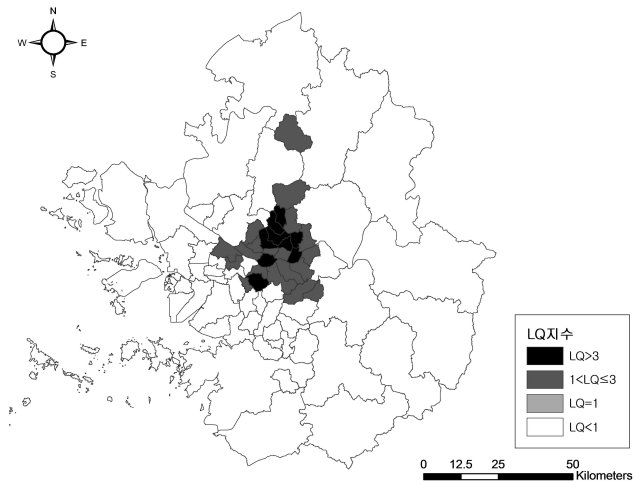 N
W E
S
LQ지수
LQ>3
1<LQ≤3
LQ=1
LQ<1
0 12.5 25 50
Kilometers